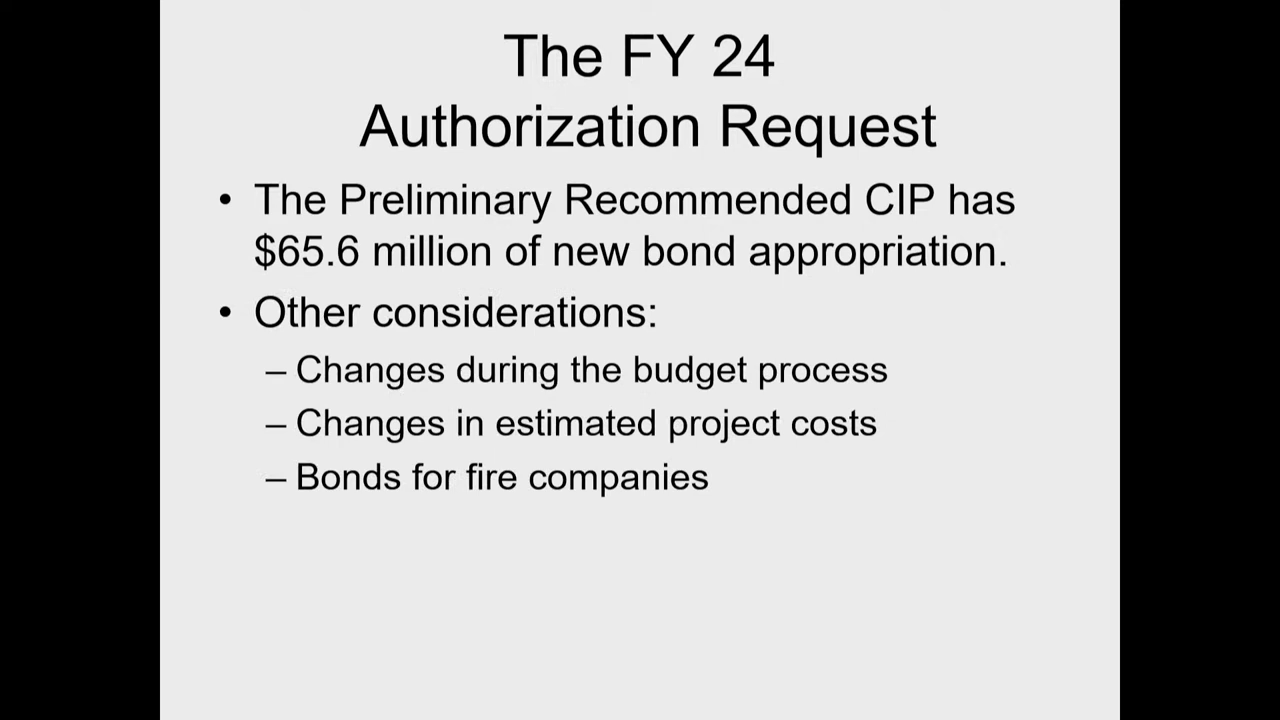 The FY 24
Authorization Request
• The Preliminary Recommended CIP has
$65.6 million of new bond appropriation.
• Other considerations:
– Changes during the budget process
– Changes in estimated project costs
– Bonds for fire companies